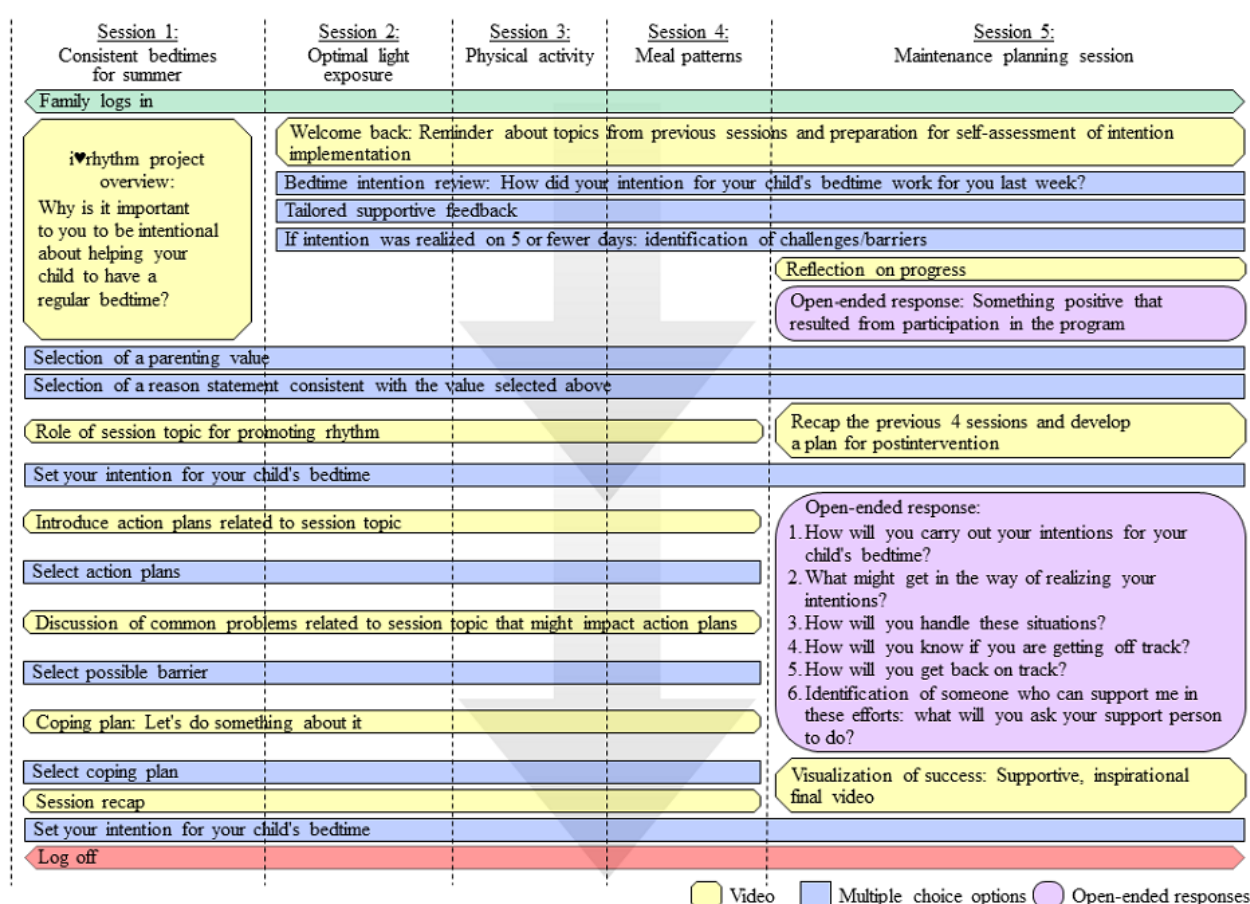 Session 1:
Consistent bedtimes
for summer
Session 2:
Optimal light
exposure
Session 3:
Physical activity
Session 4:
Meal patterns
Session 5:
Maintenance planning session
Family logs in
i♥rhythm project
overview:
Why is it important
to you to be intentional
about helping your
child to have a
regular bedtime?
Welcome back: Reminder about topics from previous sessions and preparation for self-assessment of intention
implementation
Bedtime intention review: How did your intention for your child's bedtime work for you last week?
Tailored supportive feedback
If intention was realized on 5 or fewer days: identification of challenges/barriers
Reflection on progress
Open-ended response: Something positive that
resulted from participation in the program
Selection of a parenting value
Selection of a reason statement consistent with the value selected above
Role of session topic for promoting rhythm
Recap the previous 4 sessions and develop
a plan for postintervention
Set your intention for your child's bedtime
Introduce action plans related to session topic
Select action plans
Discussion of common problems related to session topic that might impact action plans
Select possible barrier
Coping plan: Let's do something about it
Select coping plan
Session recap
Open-ended response:
1. How will you carry out your intentions for your
child's bedtime?
2. What might get in the way of realizing your
intentions?
3. How will you handle these situations?
4. How will you know if you are getting off track?
5. How will you get back on track?
6. Identification of someone who can support me in
these efforts: what will you ask your support person
to do?
Visualization of success: Supportive, inspirational
final video
Set your intention for your child's bedtime
Log off
Video
Multiple choice options
Open-ended responses